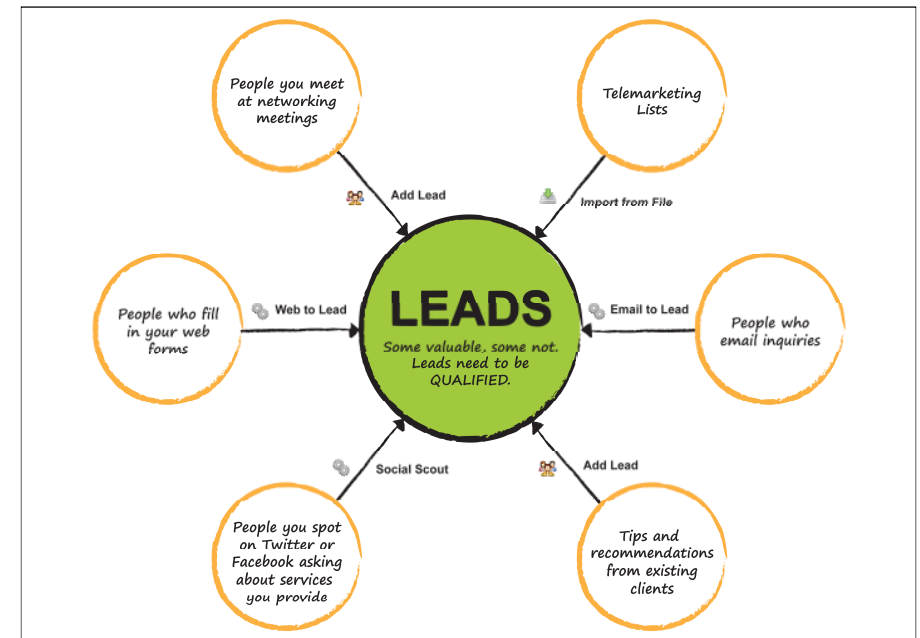 People you meet
at networking
meetings
Telemarketing
Lists
Add Lead
Import from File
People who fill
in your web
forms
Web to Lead
LEADS
Some valuable, some not.
Leads need to be
QUALIFIED.
Email to Lead
People who
email inquiries
Social Scout
Add Lead
People you spot
on Twitter or
Facebook asking
about services
you provide
Tips and
recommendations
from existing
clients